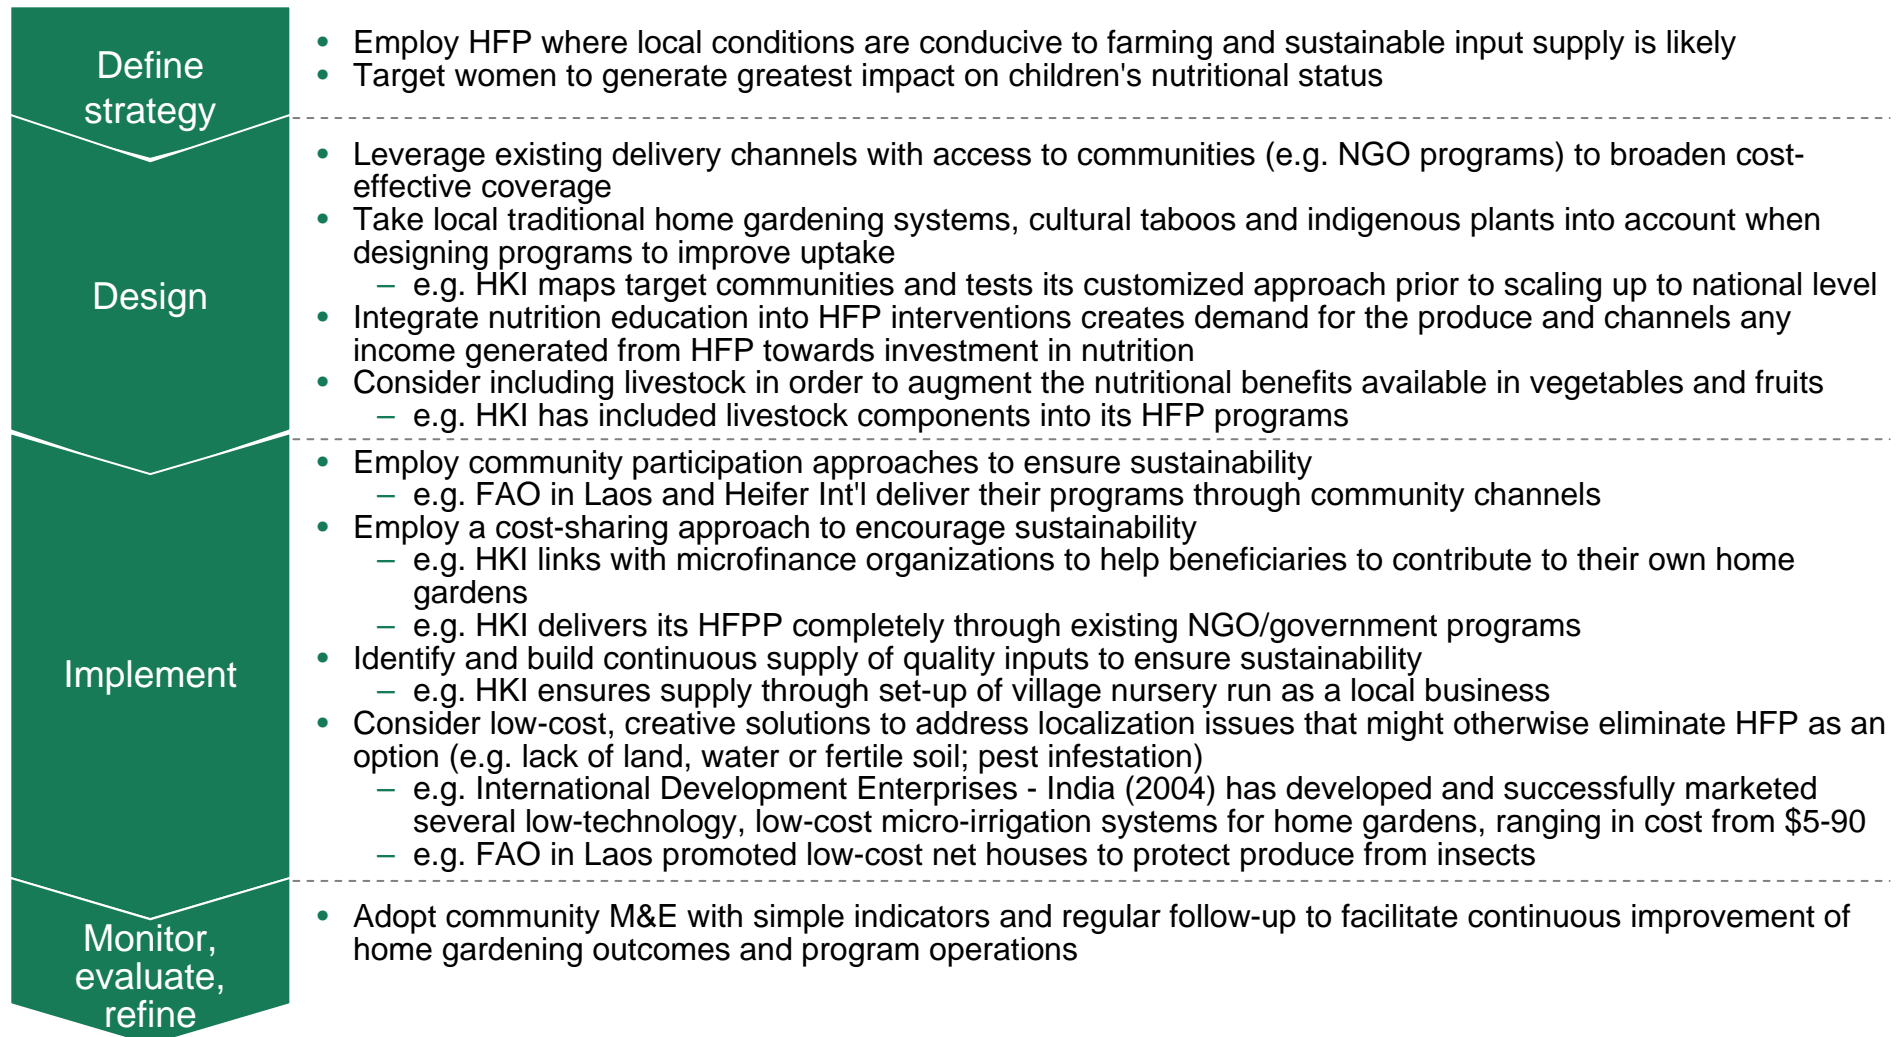 Define
strategy
• Employ HFP where local conditions are conducive to farming and sustainable input supply is likely
• Target women to generate greatest impact on children's nutritional status
Design
• Leverage existing delivery channels with access to communities (e.g. NGO programs) to broaden cost-
effective coverage
• Take local traditional home gardening systems, cultural taboos and indigenous plants into account when
designing programs to improve uptake
– e.g. HKI maps target communities and tests its customized approach prior to scaling up to national level
• Integrate nutrition education into HFP interventions creates demand for the produce and channels any
income generated from HFP towards investment in nutrition
• Consider including livestock in order to augment the nutritional benefits available in vegetables and fruits
– e.g. HKI has included livestock components into its HFP programs
Implement
• Employ community participation approaches to ensure sustainability
– e.g. FAO in Laos and Heifer Int'l deliver their programs through community channels
• Employ a cost-sharing approach to encourage sustainability
– e.g. HKI links with microfinance organizations to help beneficiaries to contribute to their own home
gardens
– e.g. HKI delivers its HFPP completely through existing NGO/government programs
• Identify and build continuous supply of quality inputs to ensure sustainability
– e.g. HKI ensures supply through set-up of village nursery run as a local business
• Consider low-cost, creative solutions to address localization issues that might otherwise eliminate HFP as an
option (e.g. lack of land, water or fertile soil; pest infestation)
– e.g. International Development Enterprises - India (2004) has developed and successfully marketed
several low-technology, low-cost micro-irrigation systems for home gardens, ranging in cost from $5-90
– e.g. FAO in Laos promoted low-cost net houses to protect produce from insects
Monitor,
evaluate,
refine
• Adopt community M&E with simple indicators and regular follow-up to facilitate continuous improvement of
home gardening outcomes and program operations